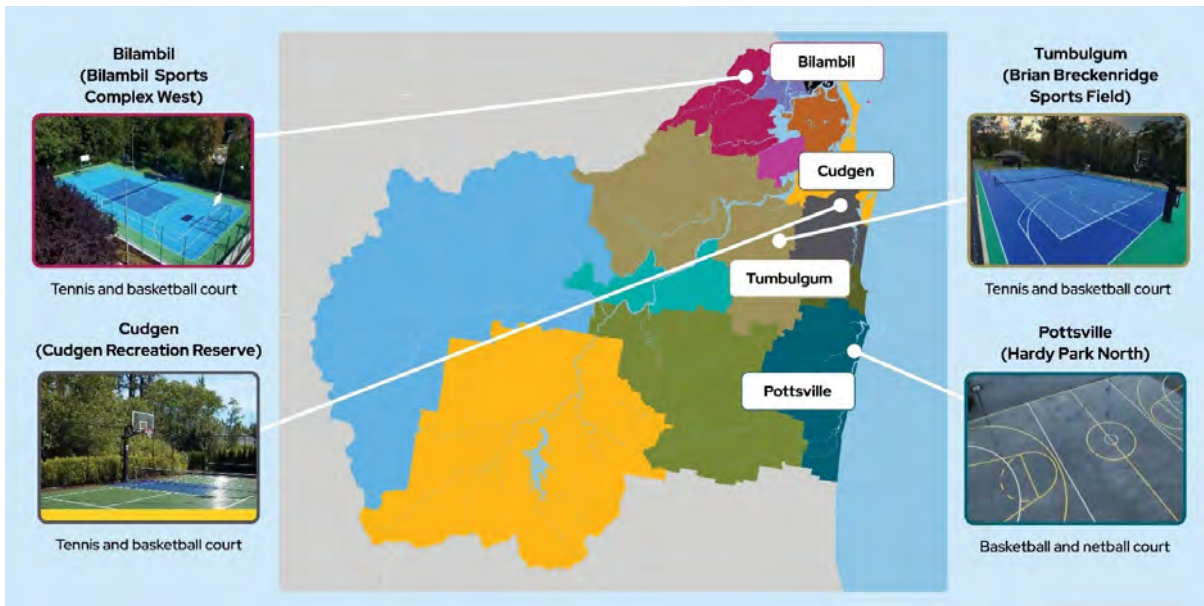 Bilambil
(Bilambil Sports
Complex West)
Tennis and basketball court
Cudgen
(Cudgen Recreation Reserve)
Tennis and basketball court
Bilambil
Cudgen
Tumbulgum
Pottsville
Tumbulgum
(Brian Breckenridge
Sports Field)
Tennis and basketball court
Pottsville
(Hardy Park North)
Basketball and netball court